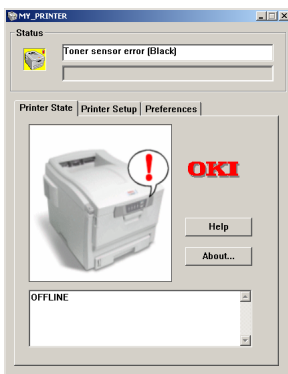 MY_PRINTER
Status
Toner sensor error (Black)
Printer State Printer Setup Preferences
!
OKI
Help
About...
OFFLINE